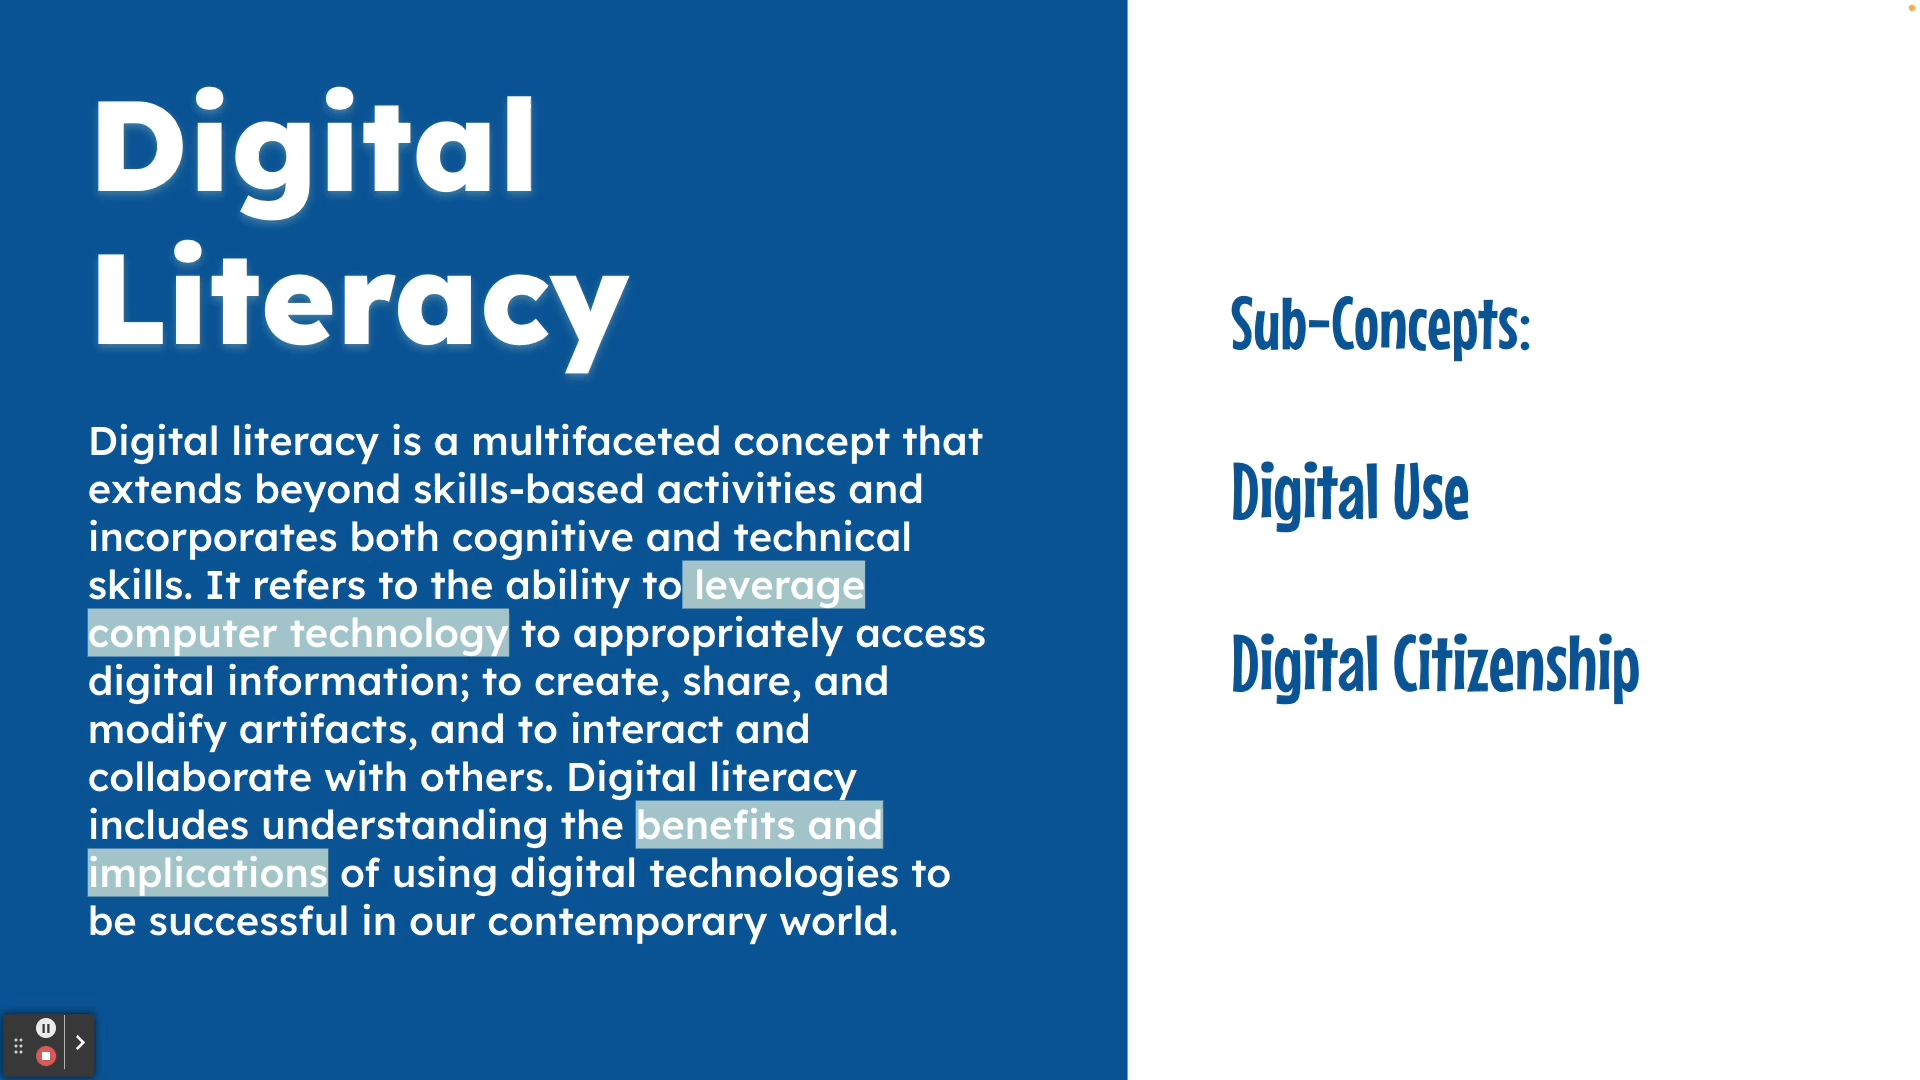 Digital
Literacy
Digital literacy is a multifaceted concept that
extends beyond skills-based activities and
incorporates both cognitive and technical
skills. It refers to the ability to leverage
computer technology to appropriately access
digital information; to create, share, and
modify artifacts, and to interact and
collaborate with others. Digital literacy
includes understanding the benefits and
implications of using digital technologies to
be successful in our contemporary world.
Sub-Concepts:
Digital Use
Digital Citizenship